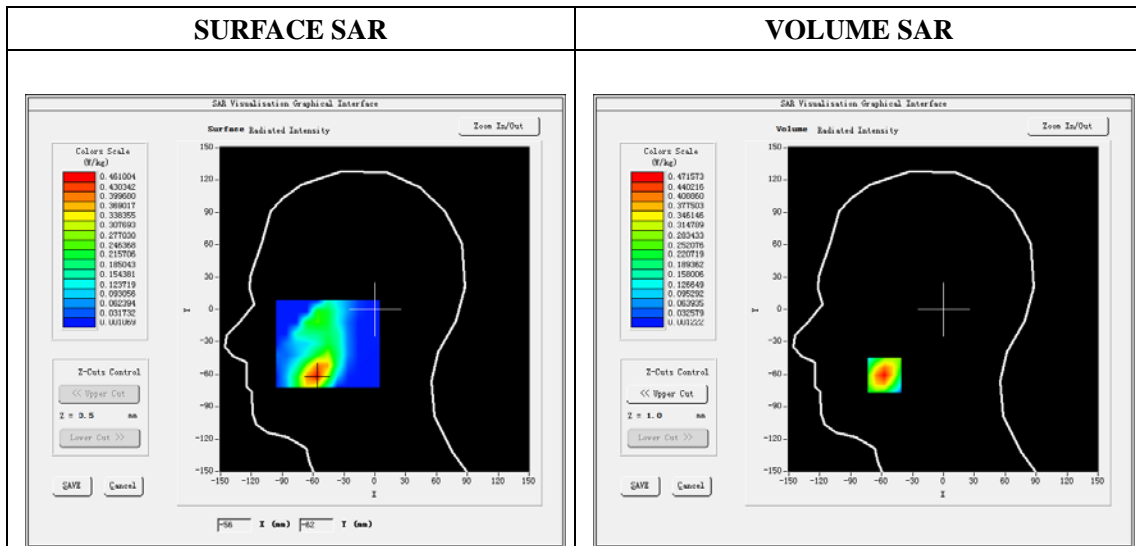 SURFACE SAR
VOLUME SAR
SAR Visualisation Graphical Interface
Surface Radiated Intensity
Zoom In/Out
Colors Scale
(W/kg)
0.461004
0.430342
0.399680
0.369017
0.338355
0.307693
0.277030
0.246368
0.215706
0.185043
0.154381
0.123719
0.093056
0.062394
0.031732
0.001069
150
120
90
60
30
0
-30
-60
-90
-120
-150
Y
-150 -120 -90 -60 -30 0 30 60 90 120 150
X
Z-Cuts Control
<< Upper Cut
Z = 3.5 mm
Lower Cut >>
SAVE
Cancel
-56 X (mm) -62 Y (mm)
SAR Visualisation Graphical Interface
Volume Radiated Intensity
Zoom In/Out
Colors Scale
(W/kg)
0.471573
0.440216
0.408860
0.377503
0.346146
0.314789
0.283433
0.252076
0.220719
0.189362
0.158006
0.126649
0.095292
0.063935
0.032579
0.001222
150
120
90
60
30
0
-30
-60
-90
-120
-150
Y
-150 -120 -90 -60 -30 0 30 60 90 120 150
X
Z-Cuts Control
<< Upper Cut
Z = 1.0 mm
Lower Cut >>
SAVE
Cancel